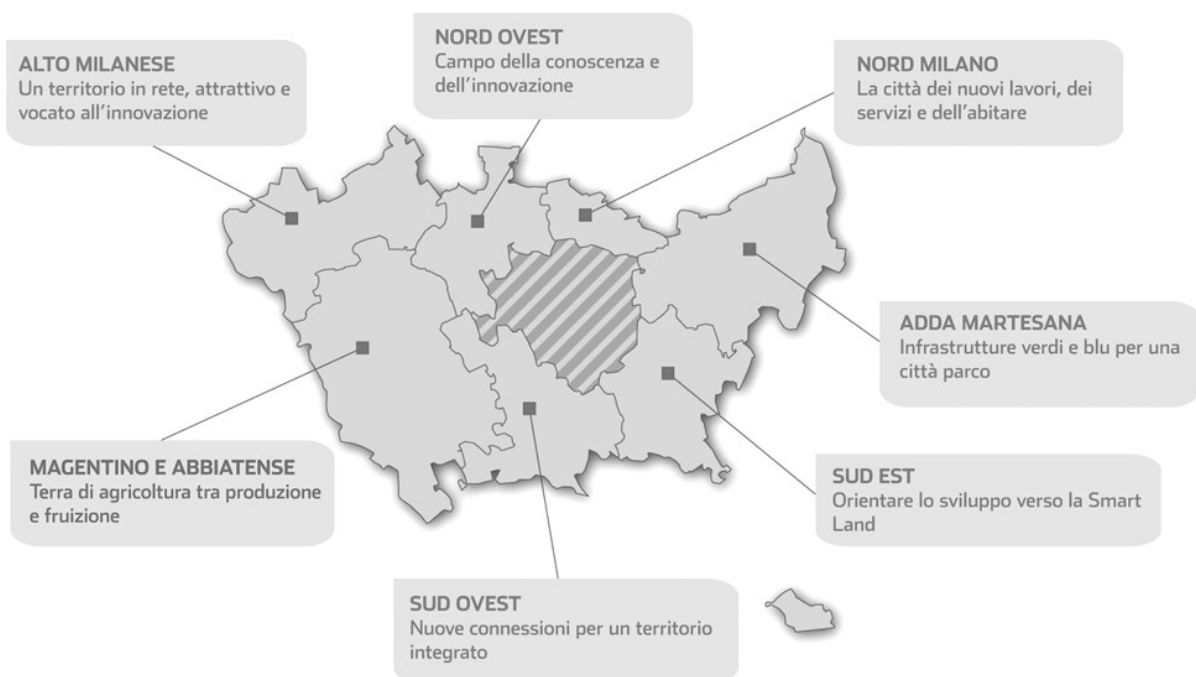 ALTO MILANESE
Un territorio in rete, attrattivo e
vocato all'innovazione
NORD OVEST
Campo della conoscenza e
dell'innovazione
NORD MILANO
La città dei nuovi lavori, dei
servizi e dell'abitare
ADDA MARTESANA
Infrastrutture verdi e blu per una
città parco
MAGENTINO E ABBIATENSE
Terra di agricoltura tra produzione
e fruizione
SUD EST
Orientare lo sviluppo verso la Smart
Land
SUD OVEST
Nuove connessioni per un territorio
integrato